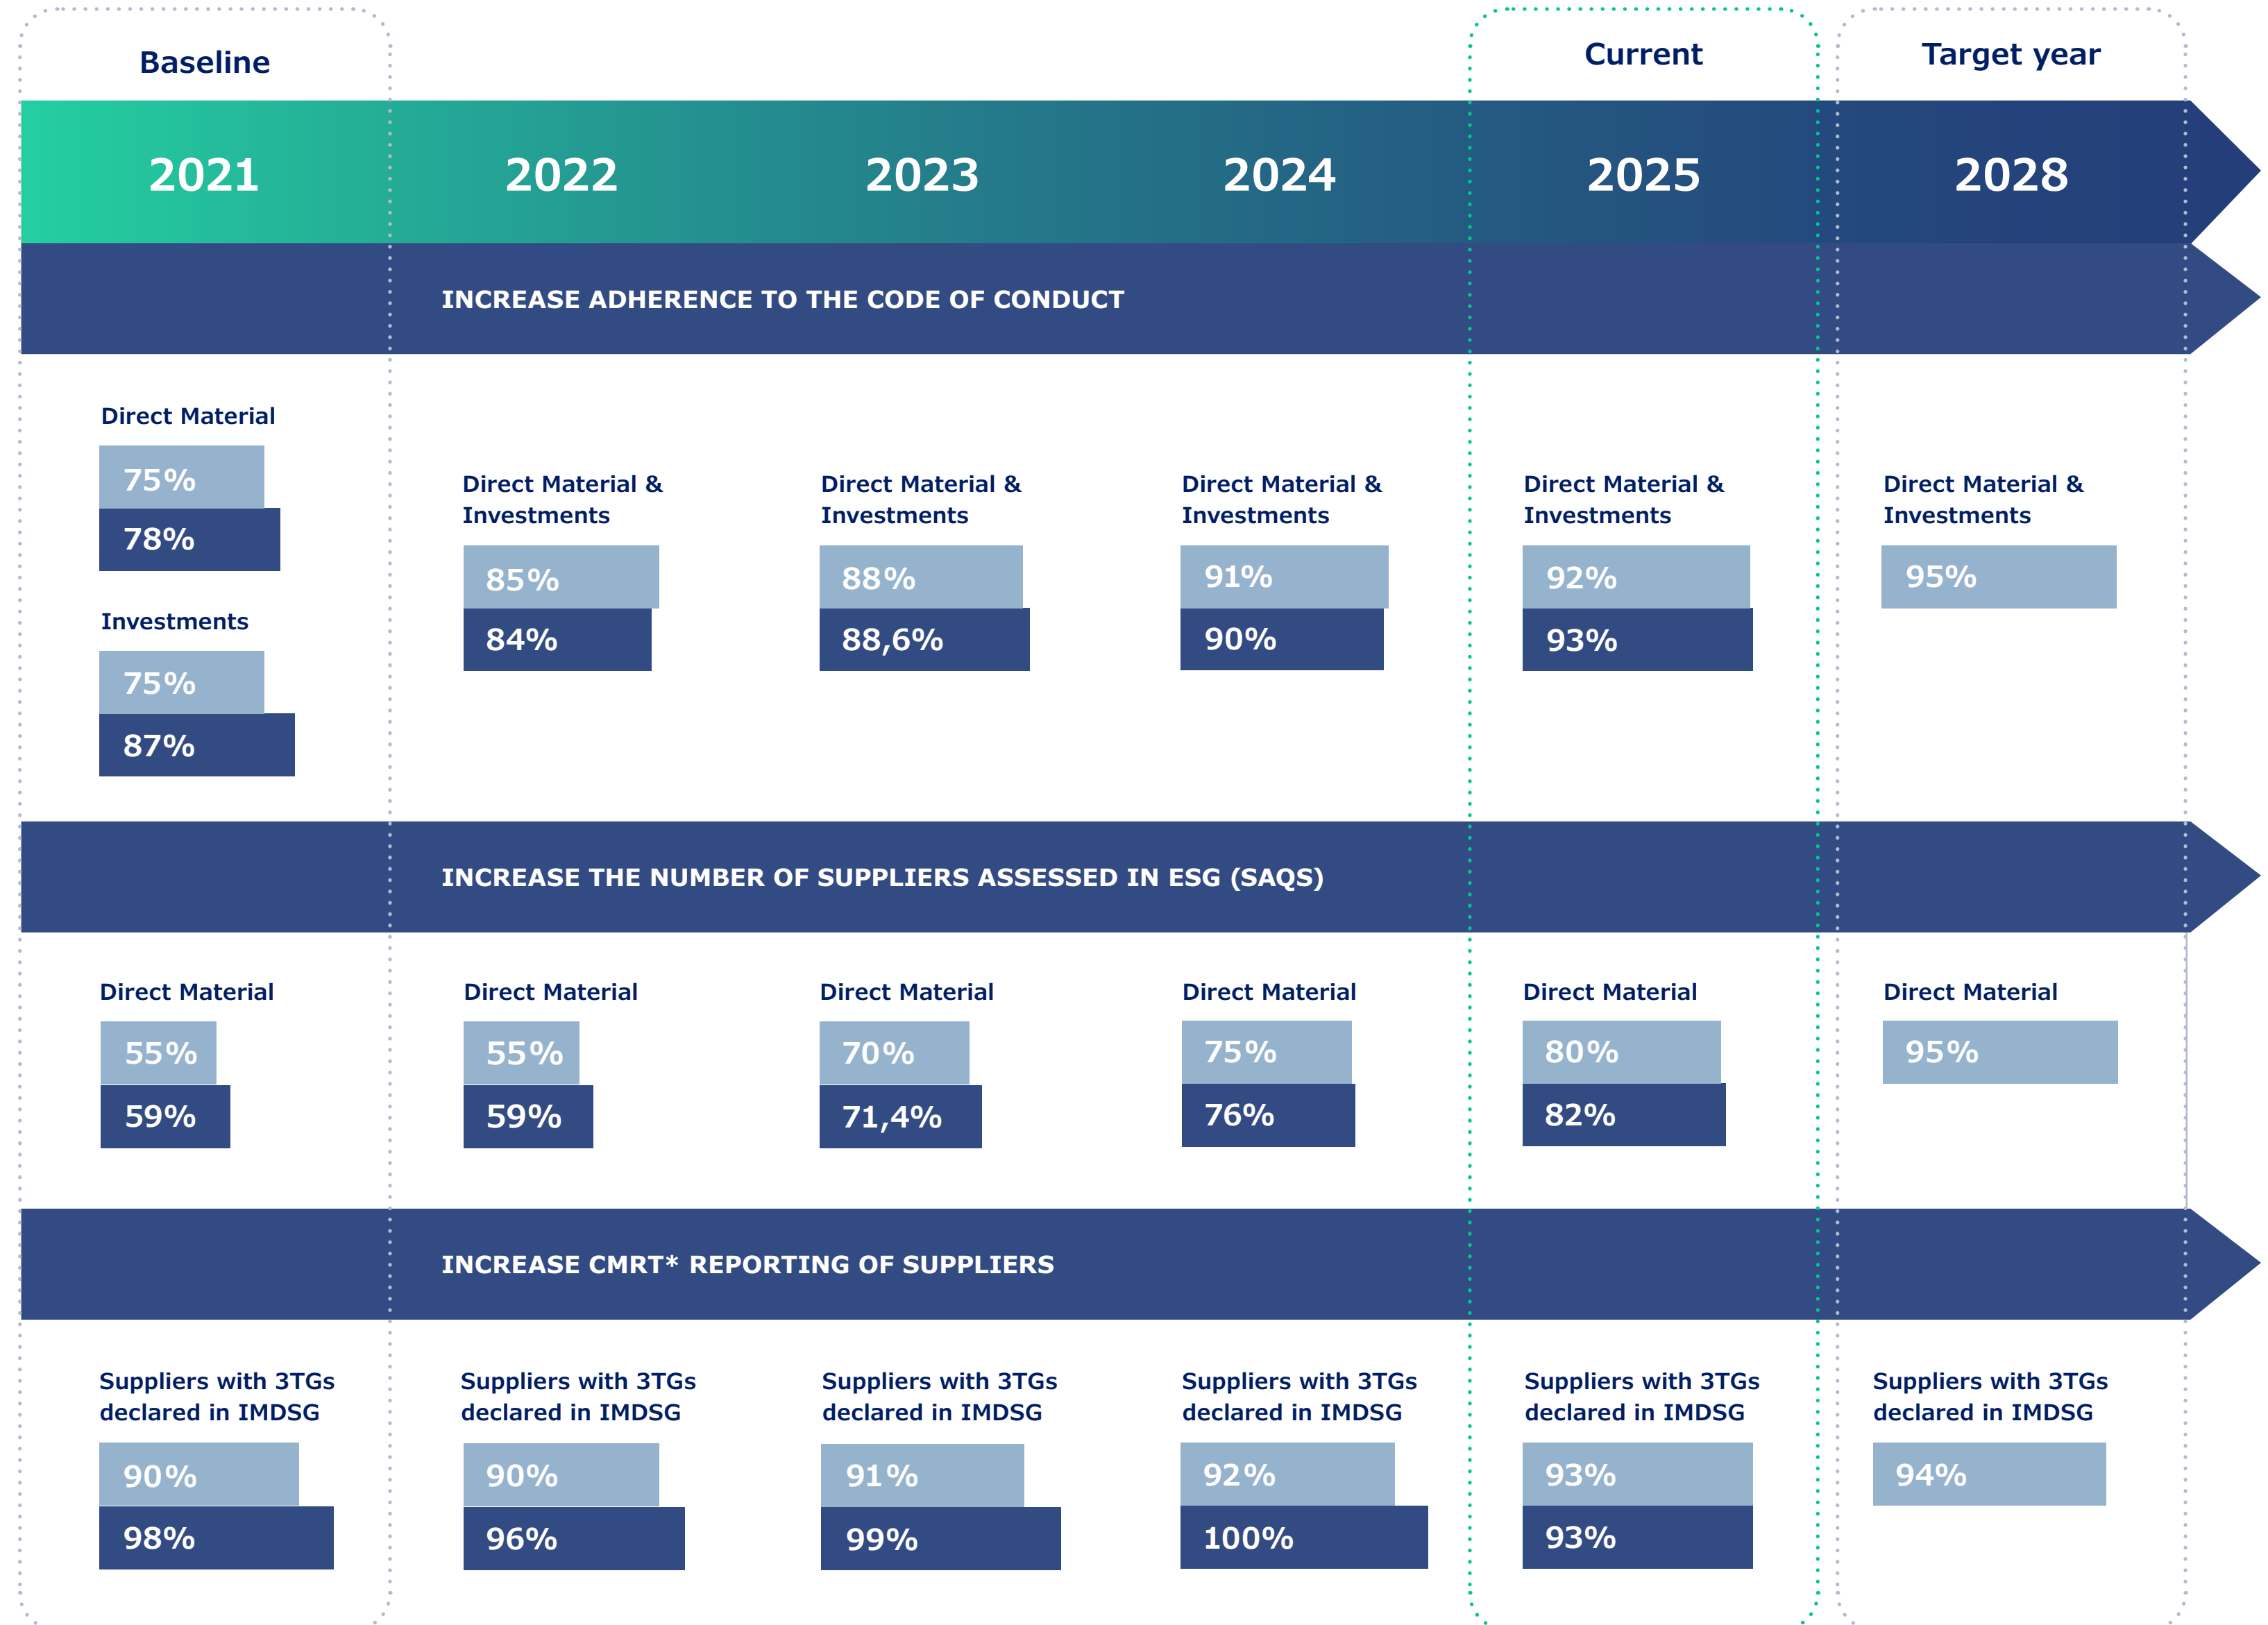 Baseline
Current
Target year
2021
2022
2023
2024
2025
2028
INCREASE ADHERENCE TO THE CODE OF CONDUCT
Direct Material
75%
78%
Investments
75%
87%
Direct Material &
Investments
85%
84%
Direct Material &
Investments
88%
88,6%
Direct Material &
Investments
91%
90%
Direct Material &
Investments
92%
93%
Direct Material &
Investments
95%
INCREASE THE NUMBER OF SUPPLIERS ASSESSED IN ESG (SAQS)
Direct Material
55%
59%
Direct Material
55%
59%
Direct Material
70%
71,4%
Direct Material
75%
76%
Direct Material
80%
82%
Direct Material
95%
INCREASE CMRT* REPORTING OF SUPPLIERS
Suppliers with 3TGs
declared in IMDSG
90%
98%
Suppliers with 3TGs
declared in IMDSG
90%
96%
Suppliers with 3TGs
declared in IMDSG
91%
99%
Suppliers with 3TGs
declared in IMDSG
92%
100%
Suppliers with 3TGs
declared in IMDSG
93%
93%
Suppliers with 3TGs
declared in IMDSG
94%